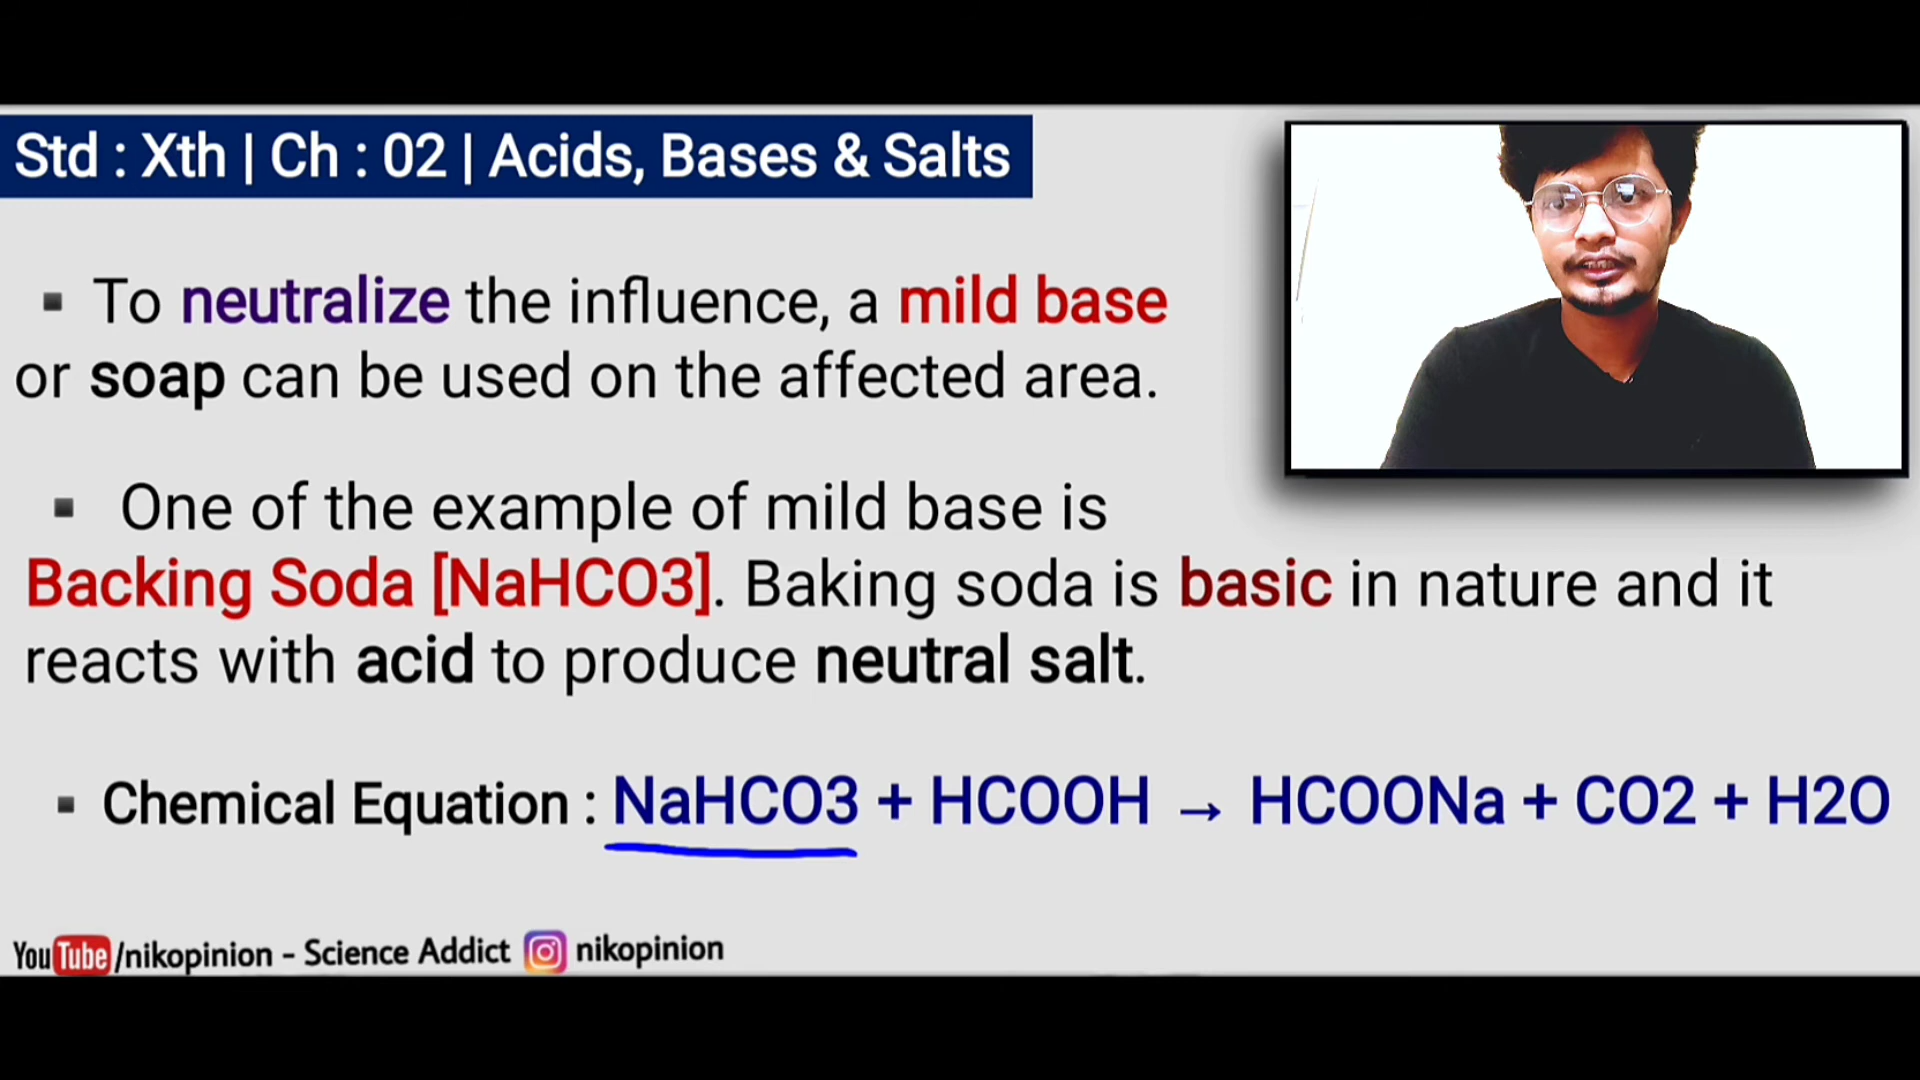 Std : Xth | Ch : 02 | Acids, Bases & Salts
▪ To neutralize the influence, a mild base
or soap can be used on the affected area.
▪ One of the example of mild base is
Backing Soda [NaHCO3]. Baking soda is basic in nature and it
reacts with acid to produce neutral salt.
▪ Chemical Equation : NaHCO3 + HCOOH → HCOONa + CO2 + H2O
YouTube/nikopinion - Science Addict nikopinion